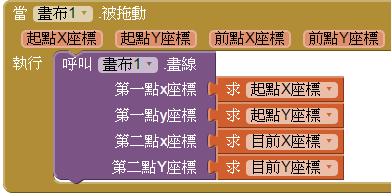 當 畫布1 .被拖動
起點X座標 起點Y座標 前點X座標 前點Y座標
執行 呼叫 畫布1 .畫線
第一點x座標 求 起點X座標
第一點y座標 求 起點Y座標
第二點x座標 求 目前X座標
第二點Y座標 求 目前Y座標